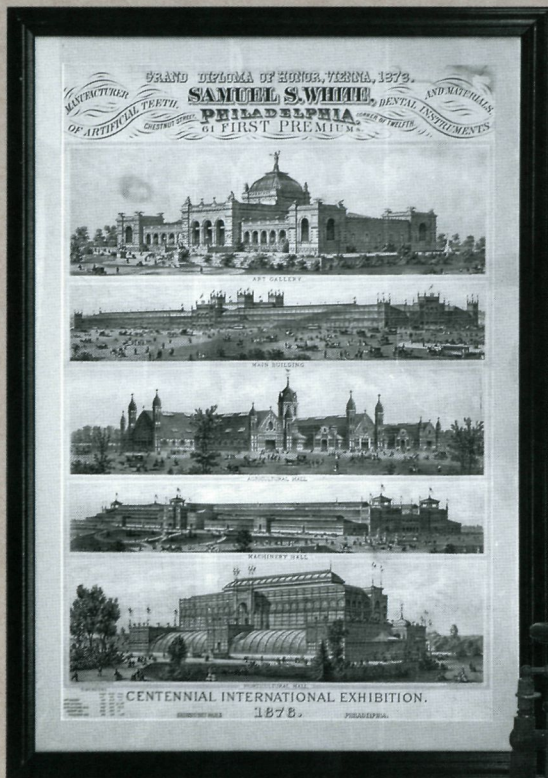 GRAND DIPLOMA OF HONOR, VIENNA, 1873.
MANUFACTURER OF ARTIFICIAL TEETH,
SAMUEL S. WHITE,
DENTAL INSTRUMENTS AND MATERIALS.
CHESTNUT STREET,
PHILADELPHIA,
CORNER OF TWELFTH.
61 FIRST PREMIUMS.
ART GALLERY
MAIN BUILDING
AGRICULTURAL HALL
MACHINERY HALL
HORTICULTURAL HALL
CENTENNIAL INTERNATIONAL EXHIBITION.
1876.
PHILADELPHIA.